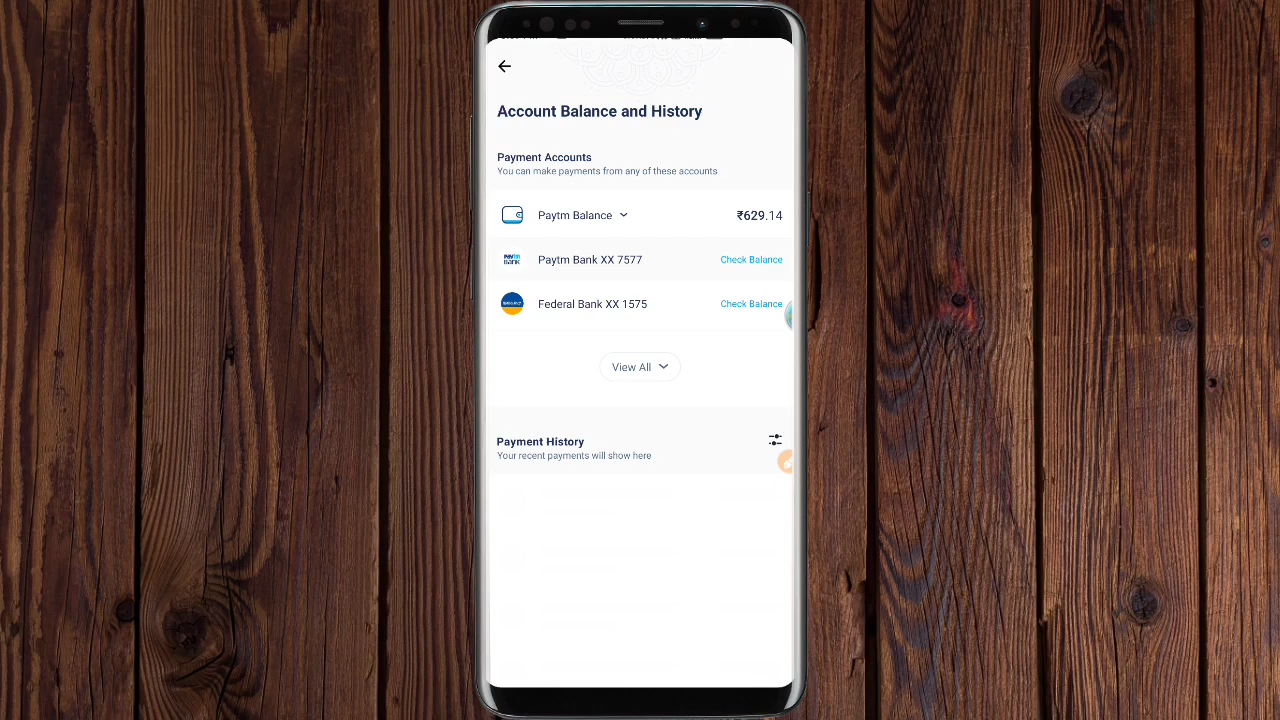 Account Balance and History
Payment Accounts
You can make payments from any of these accounts
Paytm Balance ₹629.14
Paytm Bank XX 7577 Check Balance
Federal Bank XX 1575 Check Balance
View All
Payment History
Your recent payments will show here